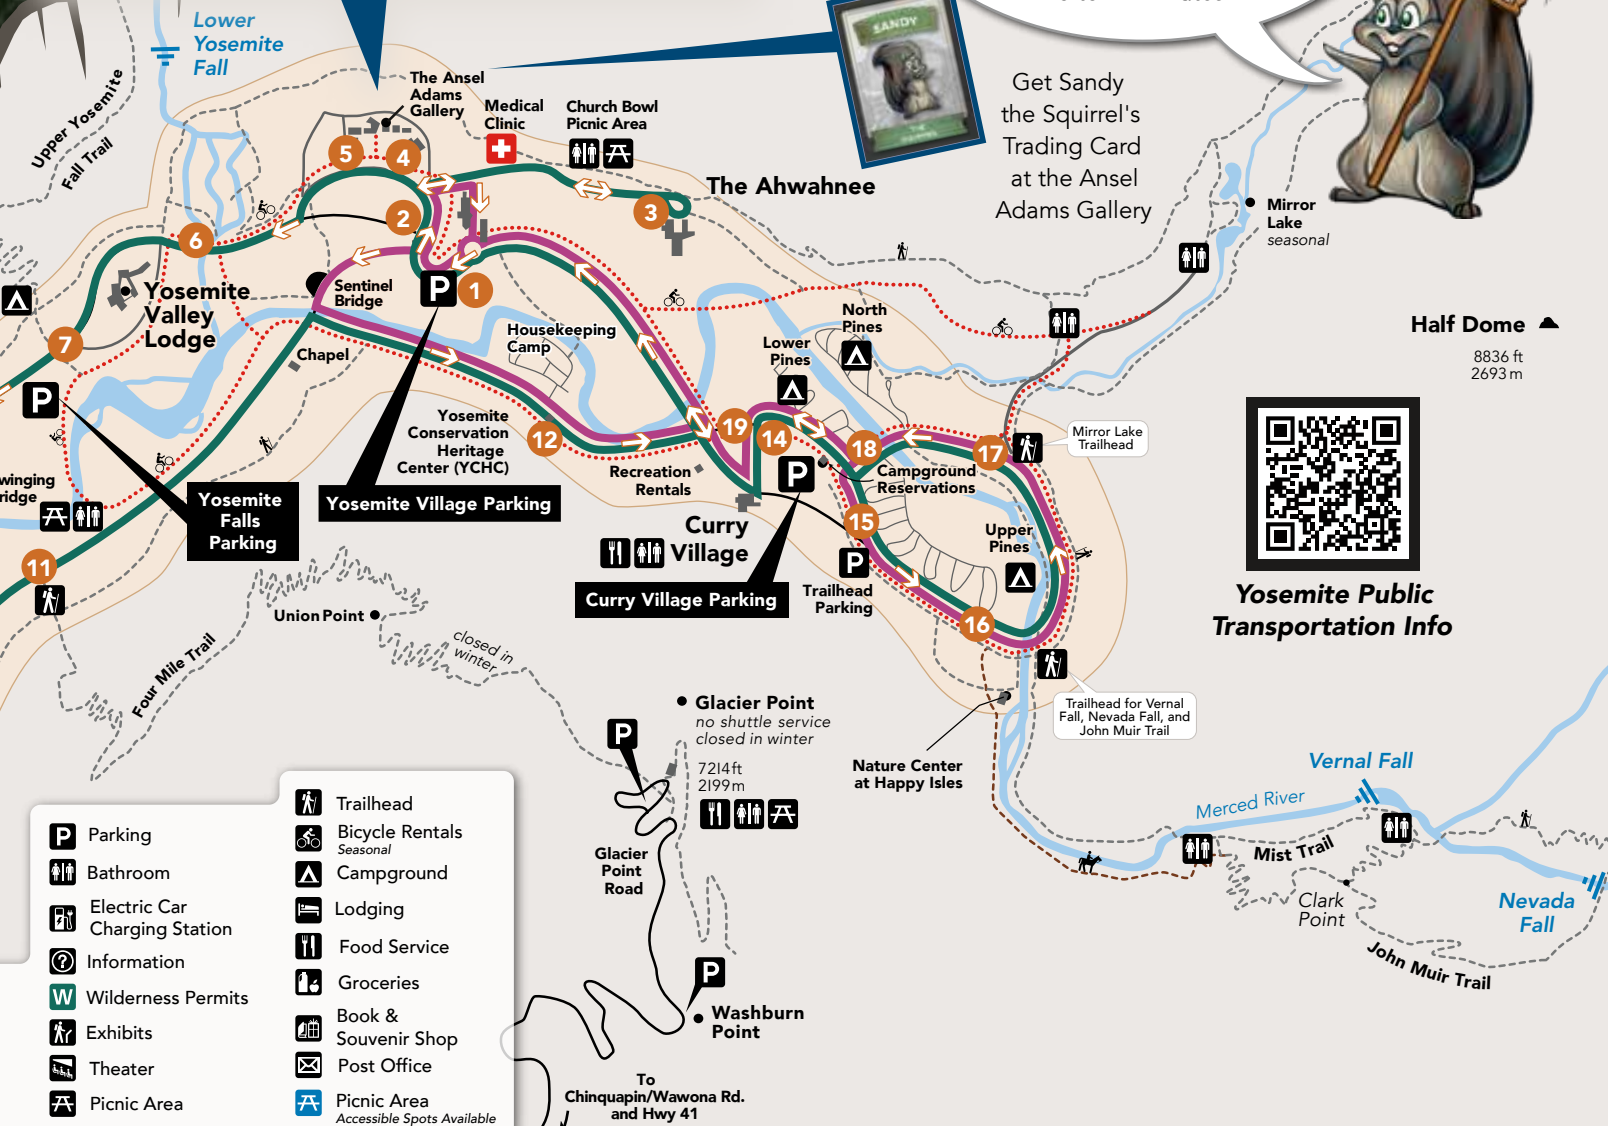 Lower
Yosemite
Fall
Upper Yosemite
Fall Trail
The Ansel
Adams
Gallery
Medical
Clinic
Church Bowl
Picnic Area
SANDY
Get Sandy
the Squirrel's
Trading Card
at the Ansel
Adams Gallery
The Ahwahnee
Mirror
Lake
seasonal
5
4
2
3
6
1
7
P
P
Yosemite
Valley
Lodge
Sentinel
Bridge
Chapel
Housekeeping
Camp
North
Pines
Lower
Pines
Half Dome
8836 ft
2693 m
Yosemite
Conservation
Heritage
Center (YCHC)
12
19
14
18
17
Mirror Lake
Trailhead
Recreation
Rentals
P
Campground
Reservations
Yosemite Village Parking
Yosemite
Falls
Parking
winging
ridge
11
Curry
Village
15
Upper
Pines
P
Curry Village Parking
Trailhead
Parking
16
Yosemite Public
Transportation Info
Union Point
closed in
winter
Four Mile Trail
Glacier Point
no shuttle service
closed in winter
7214 ft
2199 m
P
Trailhead for Vernal
Fall, Nevada Fall, and
John Muir Trail
Nature Center
at Happy Isles
Vernal Fall
Merced River
Mist Trail
Clark
Point
Nevada
Fall
John Muir Trail
Glacier
Point
Road
P
Washburn
Point
To
Chinquapin/Wawona Rd.
and Hwy 41
P
Parking
Bathroom
Electric Car
Charging Station
Information
W
Wilderness Permits
Exhibits
Theater
Picnic Area
Trailhead
Bicycle Rentals
Seasonal
Campground
Lodging
Food Service
Groceries
Book &
Souvenir Shop
Post Office
Picnic Area
Accessible Spots Available